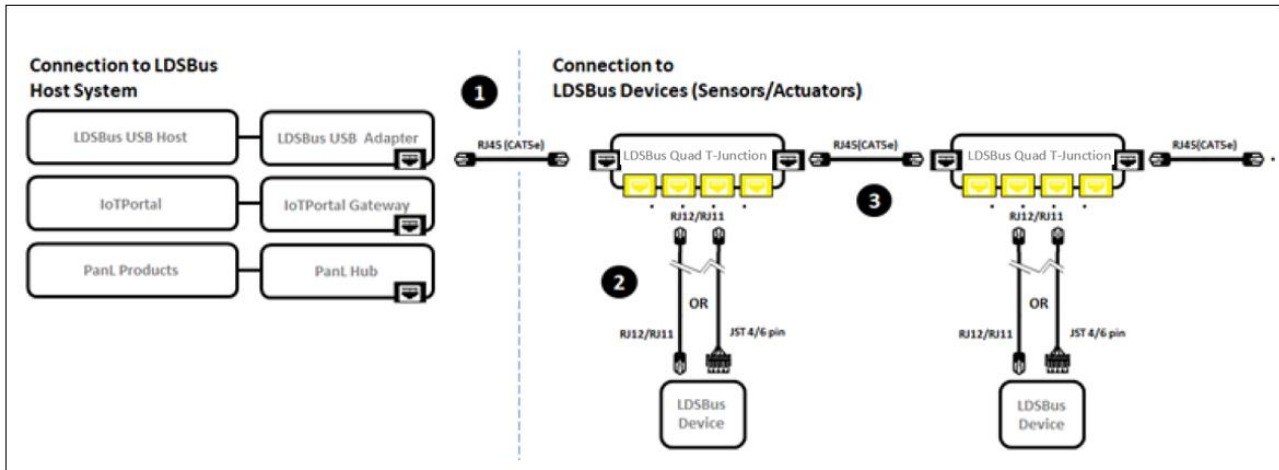 Connection to LDSBus
Host System
LDSBus USB Host
LDSBus USB Adapter
IoTPortal
IoTPortal Gateway
PanL Products
PanL Hub
1
RJ45 (CAT5e)
Connection to
LDSBus Devices (Sensors/Actuators)
LDSBus Quad T-Junction
RJ45(CAT5e)
LDSBus Quad T-Junction
RJ45(CAT5e)
3
RJ12/RJ11
2
OR
RJ12/RJ11
JST 4/6 pin
LDSBus
Device
RJ12/RJ11
OR
RJ12/RJ11
JST 4/6 pin
LDSBus
Device